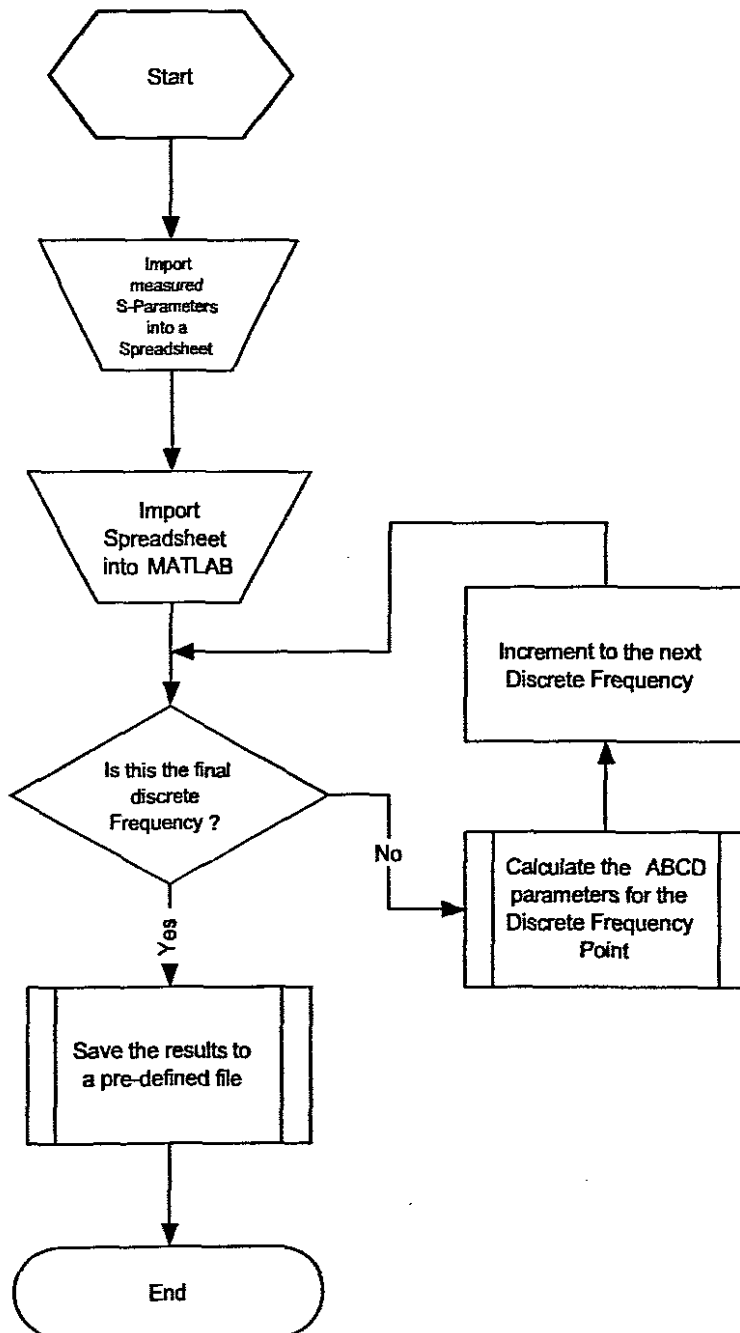 Start
Import
measured
S-Parameters
into a
Spreadsheet
Import
Spreadsheet
into MATLAB
Increment to the next
Discrete Frequency
Is this the final
discrete
Frequency ?
No
Calculate the ABCD
parameters for the
Discrete Frequency
Point
Yes
Save the results to
a pre-defined file
End